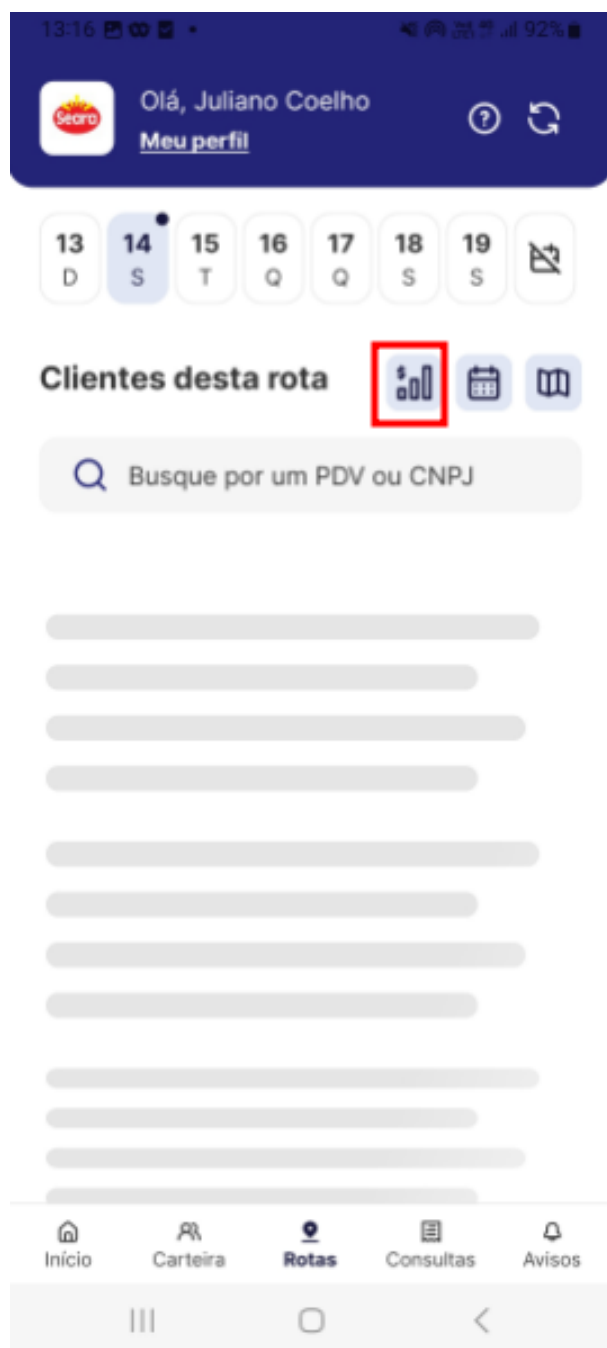 13:16
92%
Seara
Olá, Juliano Coelho
Meu perfil
13 14 15 16 17 18 19
D S T Q Q S S
Clientes desta rota
Busque por um PDV ou CNPJ
Início Carteira Rotas Consultas Avisos